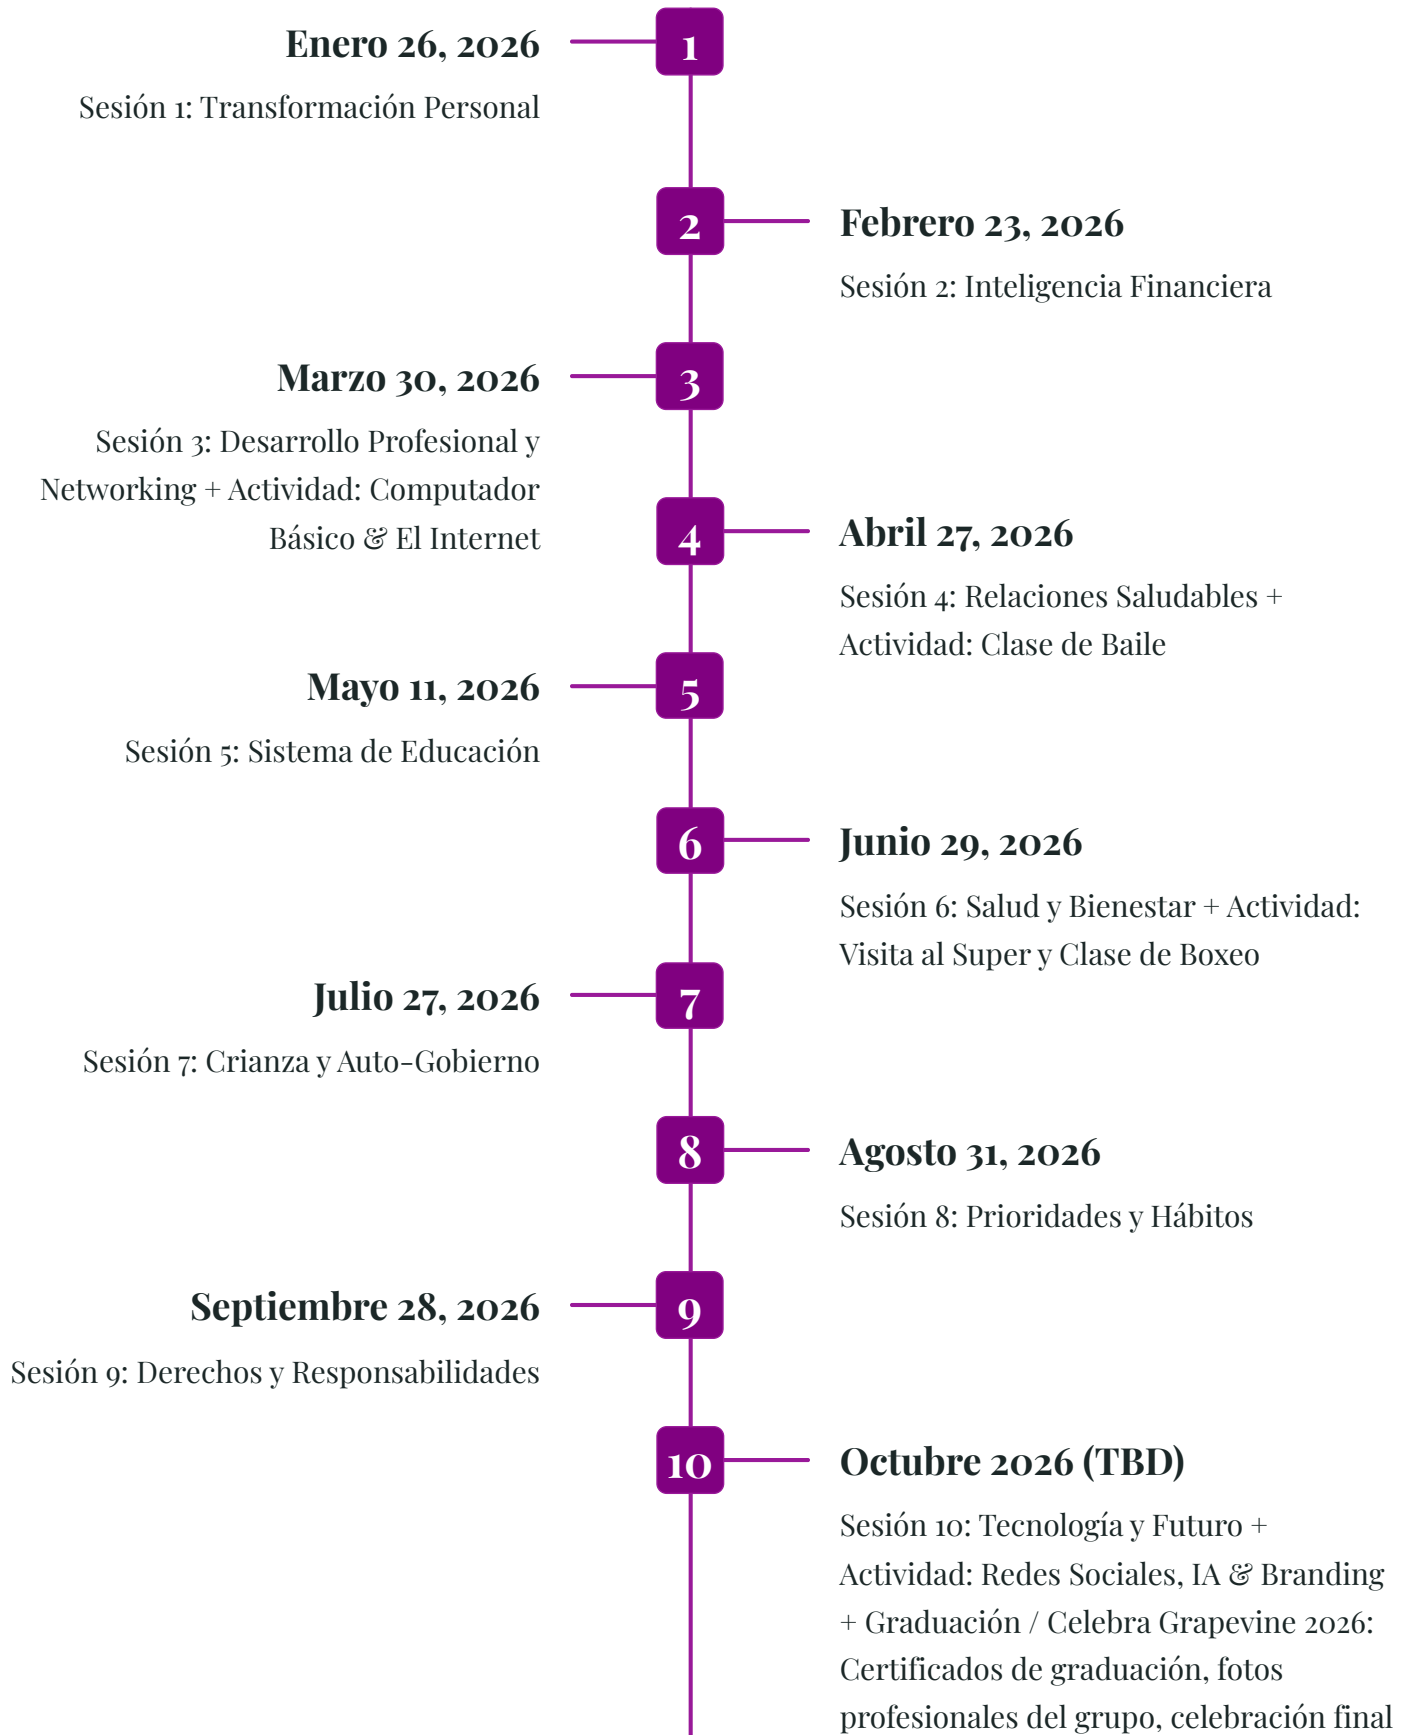 1
Enero 26, 2026
Sesión 1: Transformación Personal
2
Febrero 23, 2026
Sesión 2: Inteligencia Financiera
3
Marzo 30, 2026
Sesión 3: Desarrollo Profesional y
Networking + Actividad: Computador
Básico & El Internet
4
Abril 27, 2026
Sesión 4: Relaciones Saludables +
Actividad: Clase de Baile
5
Mayo 11, 2026
Sesión 5: Sistema de Educación
6
Junio 29, 2026
Sesión 6: Salud y Bienestar + Actividad:
Visita al Super y Clase de Boxeo
7
Julio 27, 2026
Sesión 7: Crianza y Auto-Gobierno
8
Agosto 31, 2026
Sesión 8: Prioridades y Hábitos
9
Septiembre 28, 2026
Sesión 9: Derechos y Responsabilidades
10
Octubre 2026 (TBD)
Sesión 10: Tecnología y Futuro +
Actividad: Redes Sociales, IA & Branding
+ Graduación / Celebra Grapevine 2026:
Certificados de graduación, fotos
profesionales del grupo, celebración final